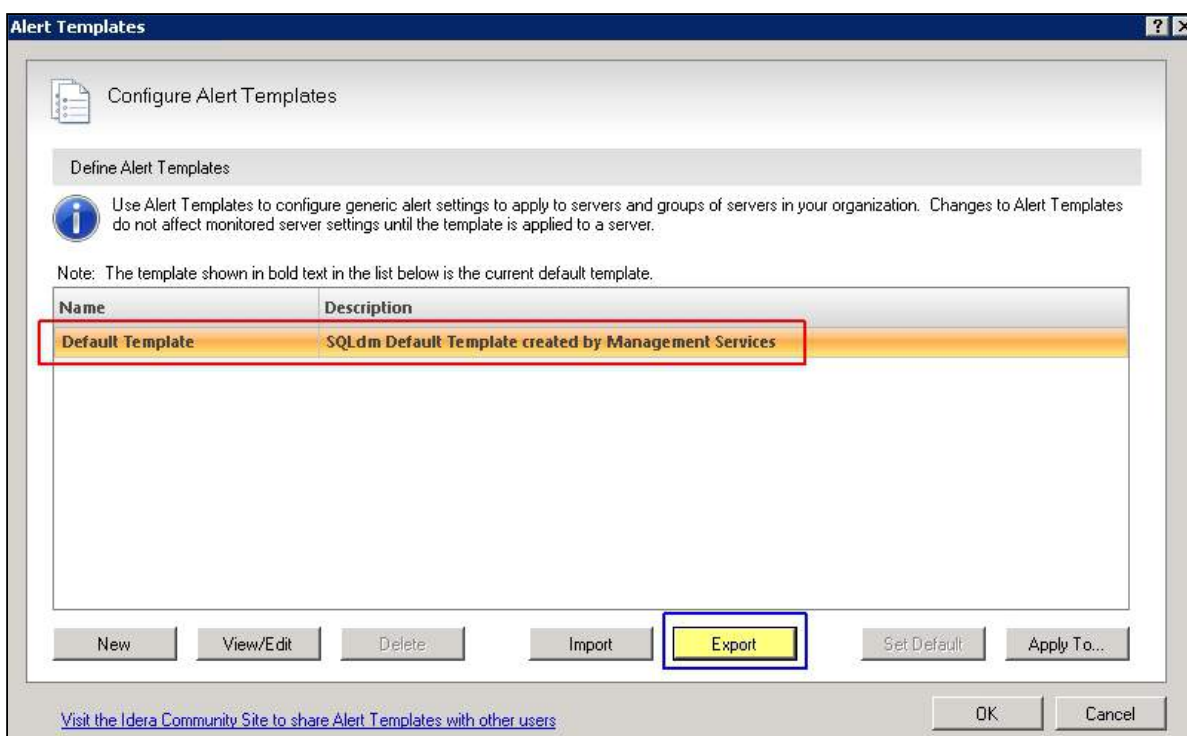 Alert Templates
Configure Alert Templates
Define Alert Templates
Use Alert Templates to configure generic alert settings to apply to servers and groups of servers in your organization. Changes to Alert Templates
do not affect monitored server settings until the template is applied to a server.
Note: The template shown in bold text in the list below is the current default template.
Name Description
Default Template SQLdm Default Template created by Management Services
New View/Edit Delete Import Export Set Default Apply To...
Visit the Idera Community Site to share Alert Templates with other users
OK Cancel